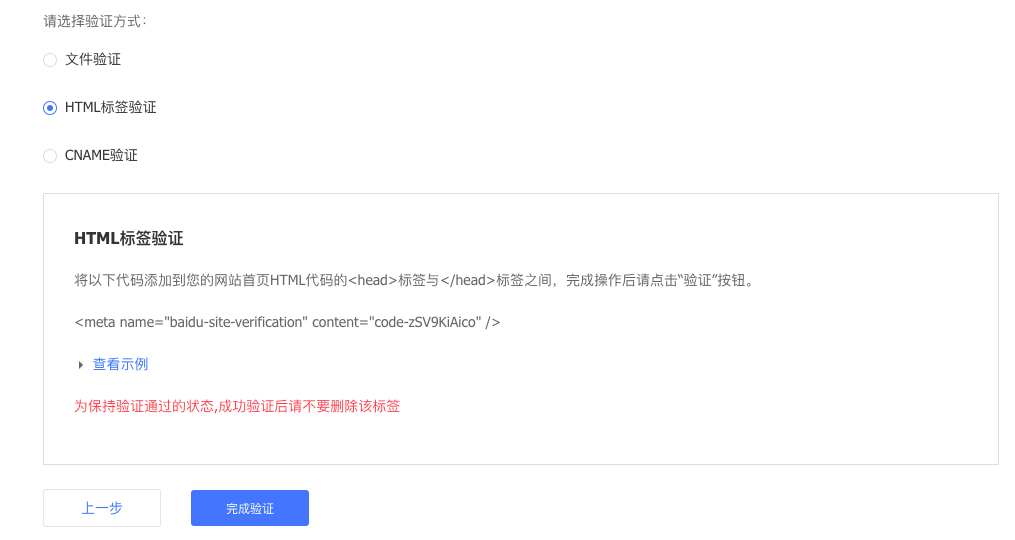 请选择验证方式：
文件验证
HTML标签验证
CNAME验证
HTML标签验证
将以下代码添加到您的网站首页HTML代码的<head>标签与</head>标签之间，完成操作后请点击“验证”按钮。
<meta name="baidu-site-verification" content="code-zSV9KiAico" />
查看示例
为保持验证通过的状态,成功验证后请不要删除该标签
上一步
完成验证